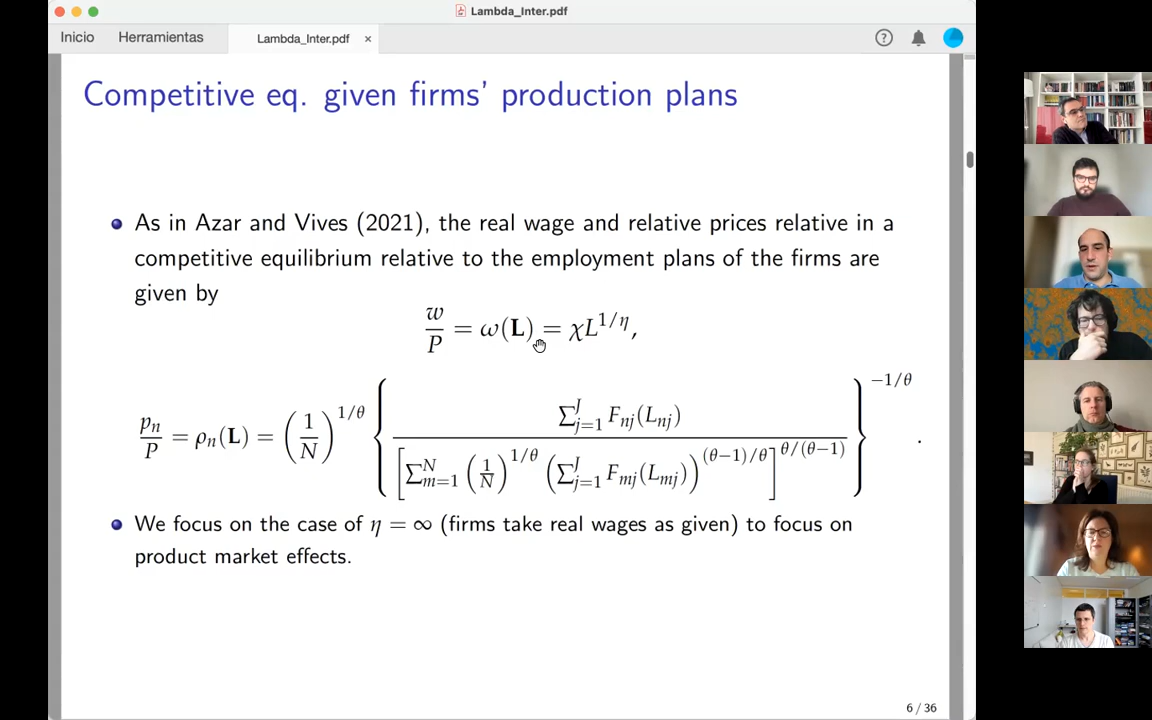 Lambda_Inter.pdf
Inicio Herramientas Lambda_Inter.pdf ×
Competitive eq. given firms' production plans
As in Azar and Vives (2021), the real wage and relative prices relative in a
competitive equilibrium relative to the employment plans of the firms are
given by
w/P = ω(L) = χL^{1/η},
p_n/P = ρ_n(L) = (1/N)^{1/θ} { ∑_{j=1}^{J} F_{nj}(L_{nj}) / [∑_{m=1}^{N} (1/N)^{1/θ} (∑_{j=1}^{J} F_{mj}(L_{mj}))^{(θ−1)/θ}]^{θ/(θ−1)} }^{−1/θ}.
We focus on the case of η = ∞ (firms take real wages as given) to focus on
product market effects.
6 / 36